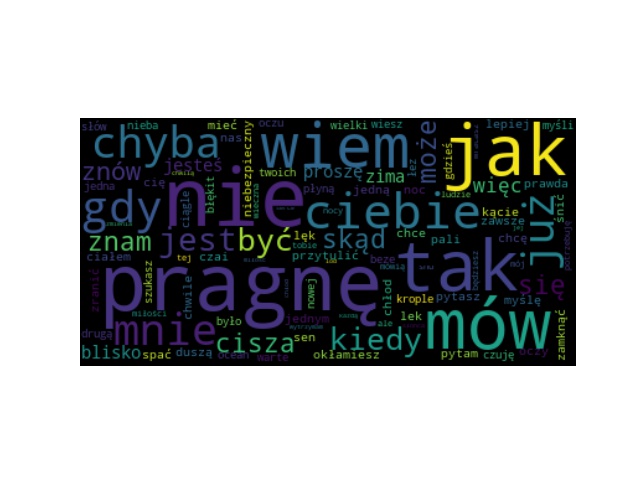 słów nieba mieć oczu wielki wiesz lepiej myśli
chyba nas wiem może gdzieś jak
znów jedna jesteś cię niebezpieczny twoich proszę zima łez więc prawda
nie płyną jedną noc ludzie
gdy ciągle błękit wieczna ciebie nocy kącie zawsze śnić już
znam jest być lęk skąd chce chcę
ciałem tej czai tobie przytulić pali beze tak potrzebuję
zranić szukasz pragnę chwile nowej mówią chłód będziesz mój się
miłości krople pytasz myślę
drugą mnie było jednym kiedy ale lek mów
blisko spać duszą cisza ocean warte sen okłamiesz pytam czuję oczy zamknąć